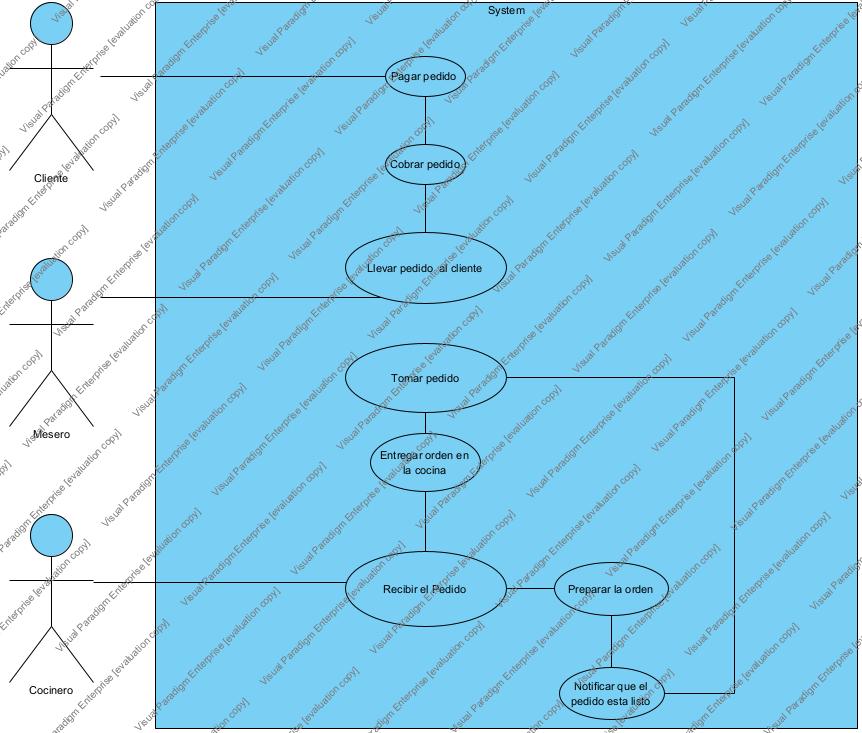 System
Pagar pedido
Cobrar pedido
Cliente
Llevar pedido al cliente
Tomar pedido
Mesero
Entregar orden en
la cocina
Recibir el Pedido
Preparar la orden
Cocinero
Notificar que el
pedido esta listo
Visual Paradigm Enterprise [evaluation copy]